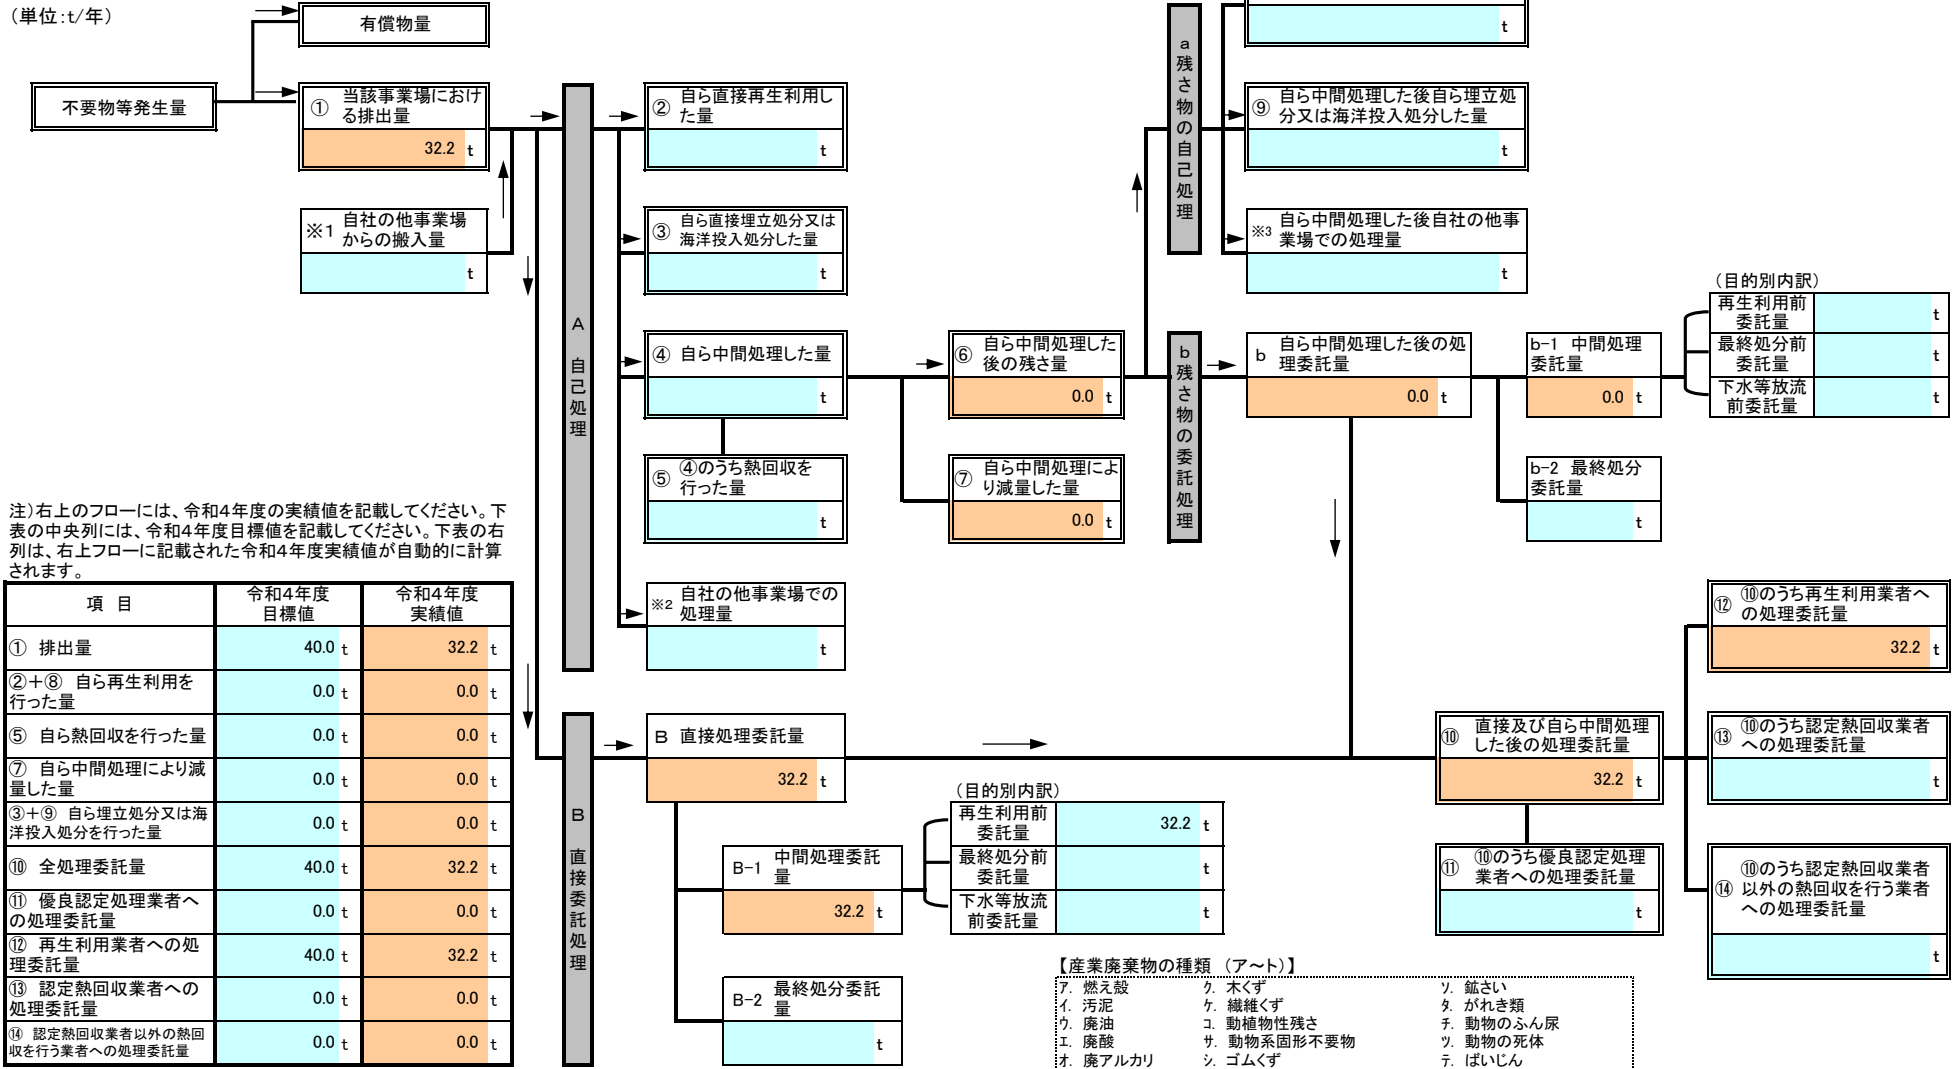 （単位：t/年）
有償物量
不要物等発生量
① 当該事業場におけ
る排出量
32.2 t
※1 自社の他事業場
からの搬入量
t
A 自己処理
② 自ら直接再生利用し
た量
t
③ 自ら直接埋立処分又は
海洋投入処分した量
t
④ 自ら中間処理した量
t
⑤ ④のうち熱回収を
行った量
t
※2 自社の他事業場での
処理量
t
⑥ 自ら中間処理した
後の残さ量
0.0 t
⑦ 自ら中間処理によ
り減量した量
0.0 t
a 残さ物の自己処理
t
⑨ 自ら中間処理した後自ら埋立処
分又は海洋投入処分した量
t
※3 自ら中間処理した後自社の他事
業場での処理量
t
b 残さ物の委託処理
b 自ら中間処理した後の処
理委託量
0.0 t
b-1 中間処理
委託量
0.0 t
b-2 最終処分
委託量
t
（目的別内訳）
再生利用前
委託量 t
最終処分前
委託量 t
下水等放流
前委託量 t
注）右上のフローには、令和4年度の実績値を記載してください。下
表の中央列には、令和4年度目標値を記載してください。下表の右
列は、右上フローに記載された令和4年度実績値が自動的に計算
されます。
項 目 令和4年度 目標値 令和4年度 実績値
① 排出量 40.0 t 32.2 t
②＋⑧ 自ら再生利用を
行った量 0.0 t 0.0 t
⑤ 自ら熱回収を行った量 0.0 t 0.0 t
⑦ 自ら中間処理により減
量した量 0.0 t 0.0 t
③＋⑨ 自ら埋立処分又は海
洋投入処分を行った量 0.0 t 0.0 t
⑩ 全処理委託量 40.0 t 32.2 t
⑪ 優良認定処理業者へ
の処理委託量 0.0 t 0.0 t
⑫ 再生利用業者への処
理委託量 40.0 t 32.2 t
⑬ 認定熱回収業者への
処理委託量 0.0 t 0.0 t
⑭ 認定熱回収業者以外の熱回
収を行う業者への処理委託量 0.0 t 0.0 t
B 直接委託処理
B 直接処理委託量
32.2 t
B-1 中間処理委託
量
32.2 t
B-2 最終処分委託
量
t
（目的別内訳）
再生利用前
委託量 32.2 t
最終処分前
委託量 t
下水等放流
前委託量 t
⑩ 直接及び自ら中間処理
した後の処理委託量
32.2 t
⑪ ⑩のうち優良認定処理
業者への処理委託量
t
⑫ ⑩のうち再生利用業者へ
の処理委託量
32.2 t
⑬ ⑩のうち認定熱回収業者
への処理委託量
t
⑭ ⑩のうち認定熱回収業者
以外の熱回収を行う業者
への処理委託量
t
【産業廃棄物の種類 （ア～ト）】
ア. 燃え殻 ク. 木くず ソ. 鉱さい
イ. 汚泥 ケ. 繊維くず タ. がれき類
ウ. 廃油 コ. 動植物性残さ チ. 動物のふん尿
エ. 廃酸 サ. 動物系固形不要物 ツ. 動物の死体
オ. 廃アルカリ シ. ゴムくず テ. ばいじん